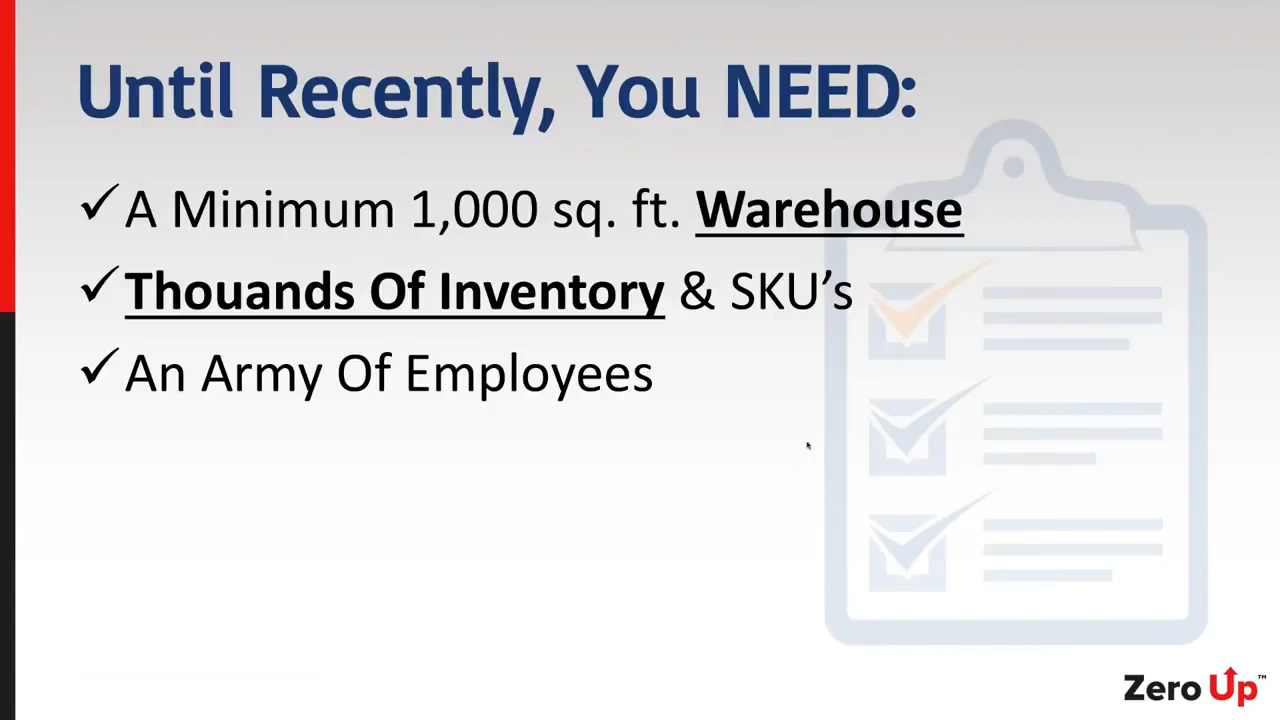 Until Recently, You NEED:
A Minimum 1,000 sq. ft. Warehouse
Thouands Of Inventory & SKU’s
An Army Of Employees
Zero Up™